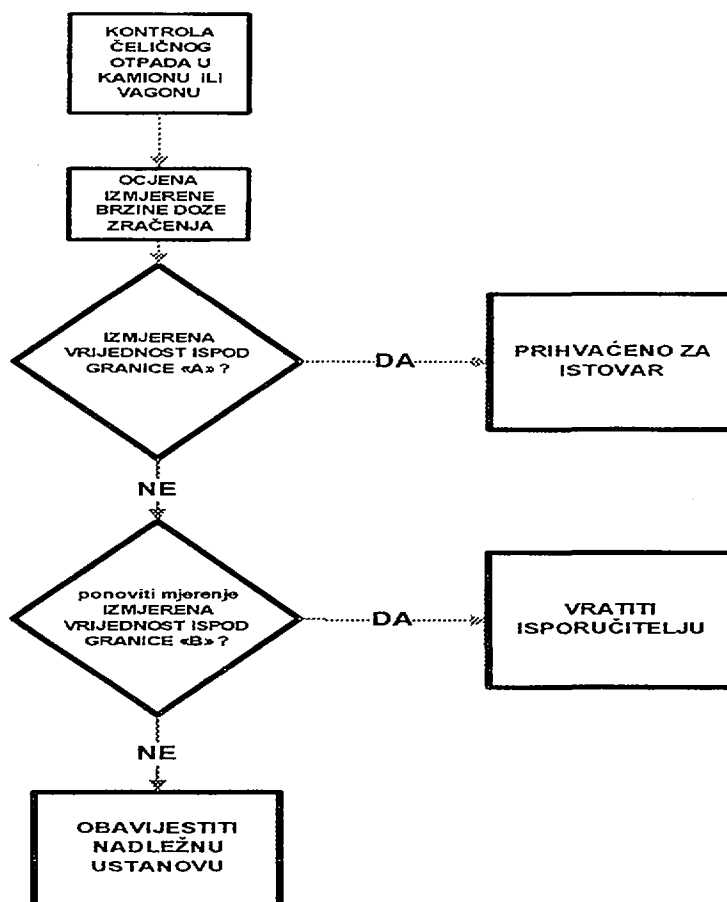 KONTROLA
ČELIČNOG
OTPADA U
KAMIONU ILI
VAGONU
OCJENA
IZMJERENE
BRZINE DOZE
ZRAČENJA
IZMJERENA
VRIJEDNOST ISPOD
GRANICE «A» ?
DA
PRIHVAĆENO ZA
ISTOVAR
NE
ponoviti mjerenje
IZMJERENA
VRIJEDNOST ISPOD
GRANICE «B» ?
DA
VRATITI
ISPORUČITELJU
NE
OBAVIJESTITI
NADLEŽNU
USTANOVU